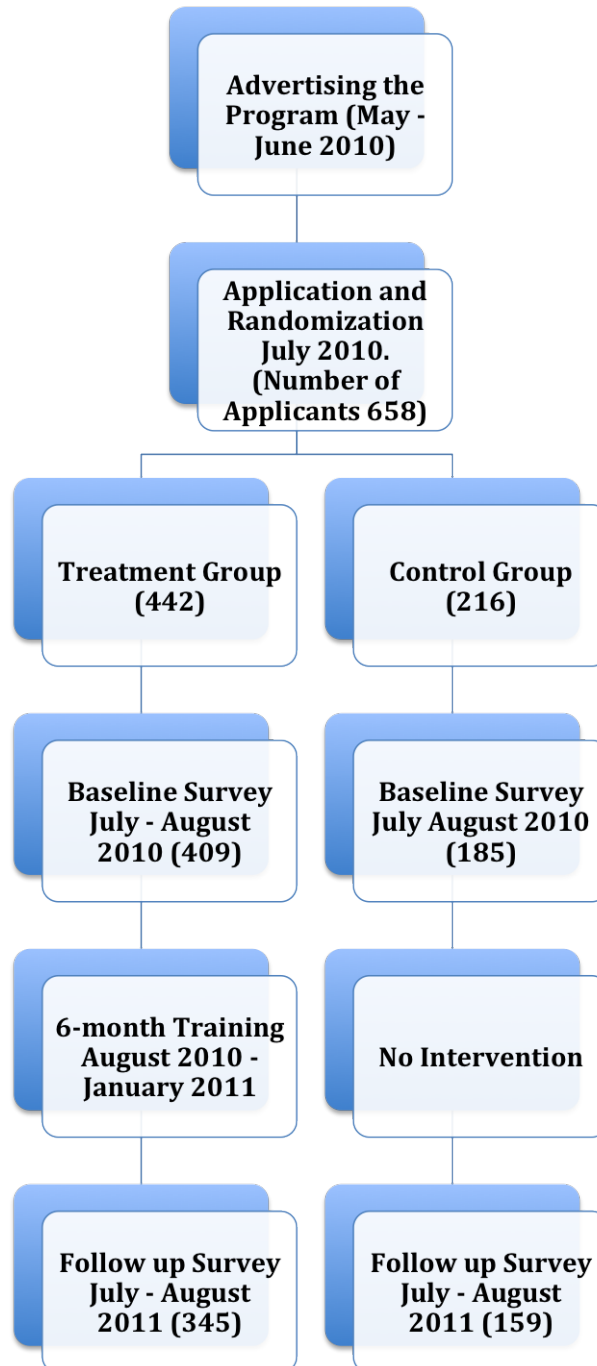 Advertising the
Program (May -
June 2010)
Application and
Randomization
July 2010.
(Number of
Applicants 658)
Treatment Group
(442)
Control Group
(216)
Baseline Survey
July - August
2010 (409)
Baseline Survey
July August 2010
(185)
6-month Training
August 2010 -
January 2011
No Intervention
Follow up Survey
July - August
2011 (345)
Follow up Survey
July - August
2011 (159)